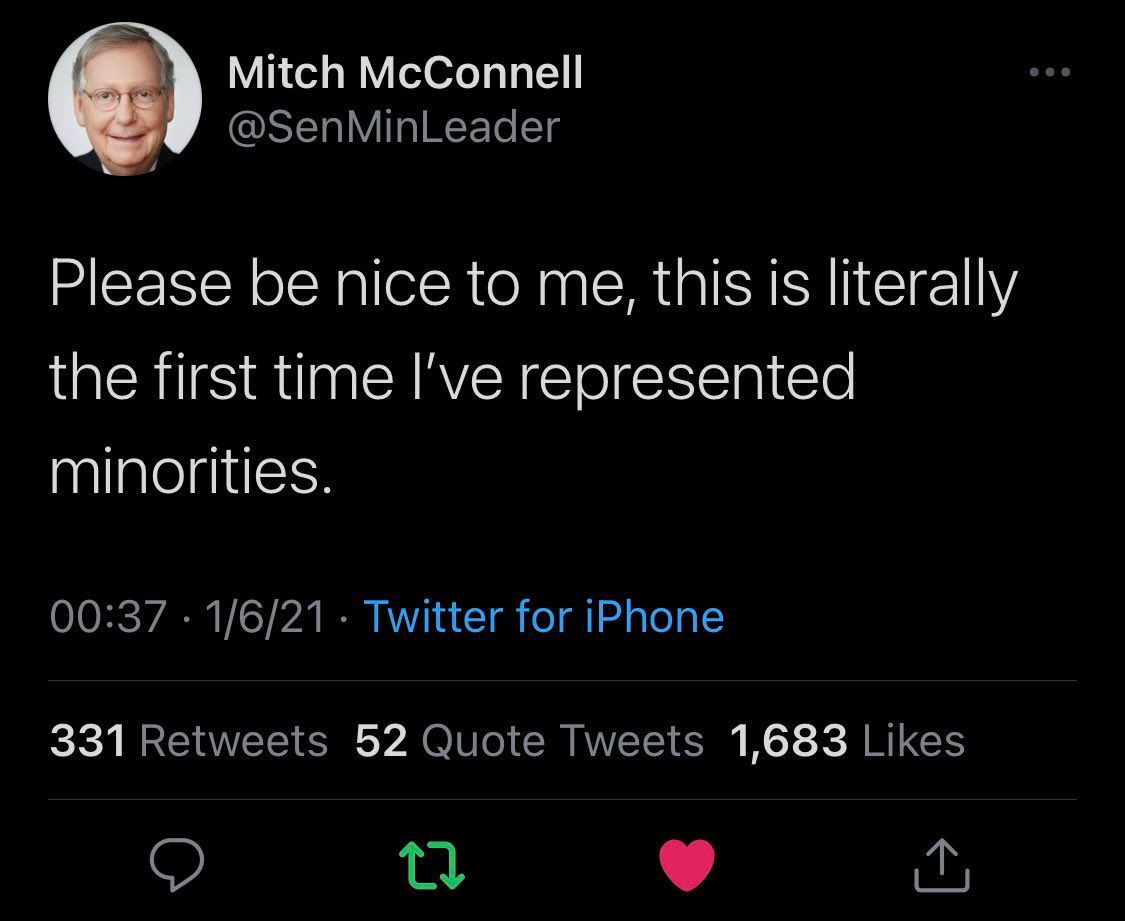 Mitch McConnell
@SenMinLeader
Please be nice to me, this is literally
the first time I've represented
minorities.
00:37 · 1/6/21 · Twitter for iPhone
331 Retweets 52 Quote Tweets 1,683 Likes